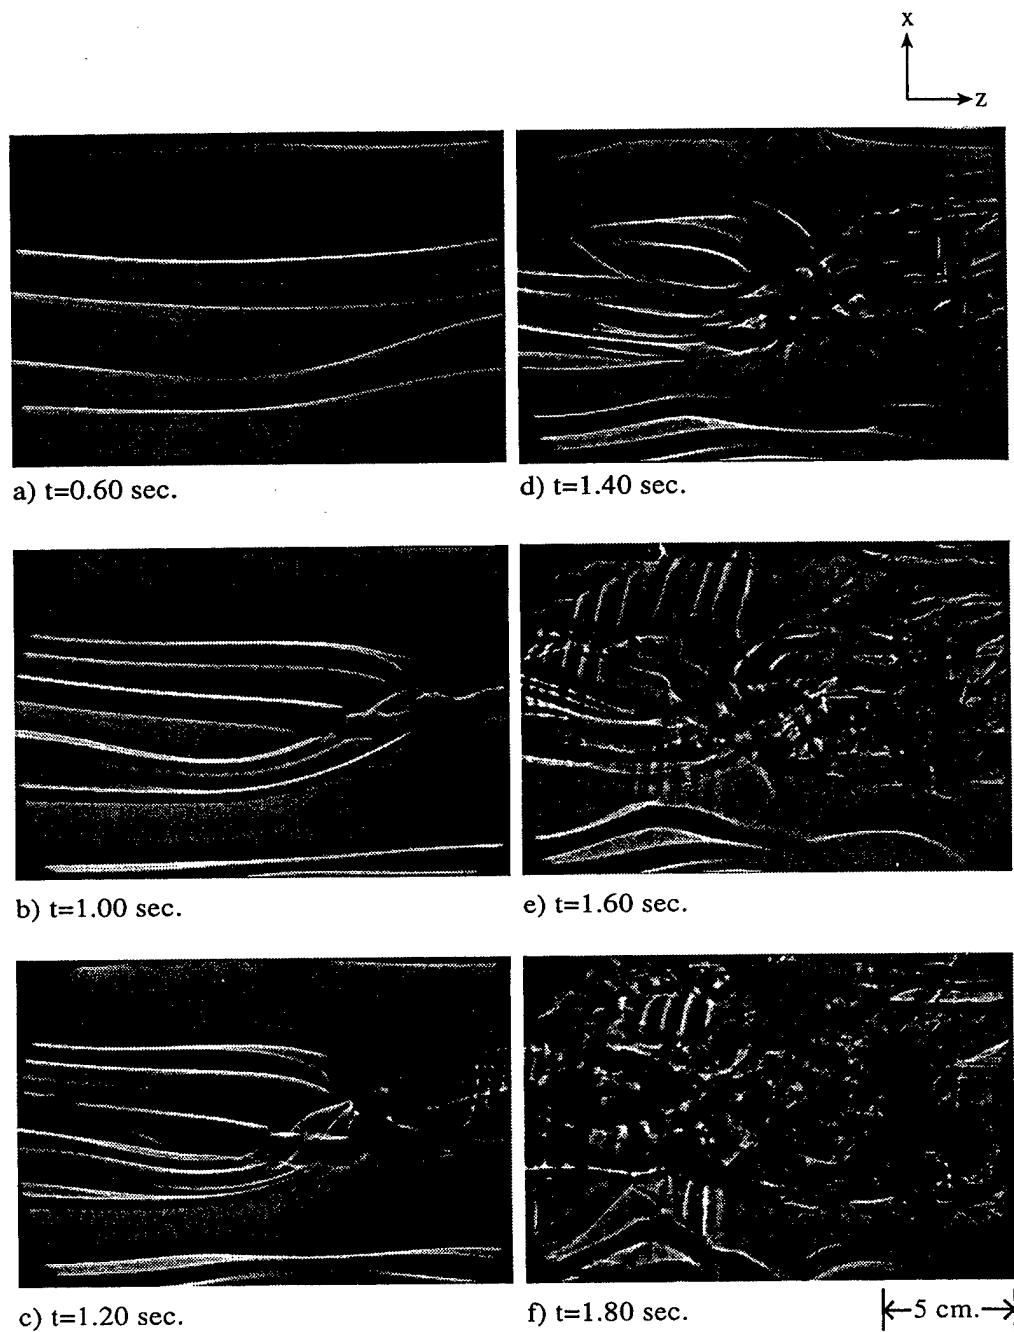 x
z
a) t=0.60 sec.
d) t=1.40 sec.
b) t=1.00 sec.
e) t=1.60 sec.
c) t=1.20 sec.
f) t=1.80 sec.
5 cm.